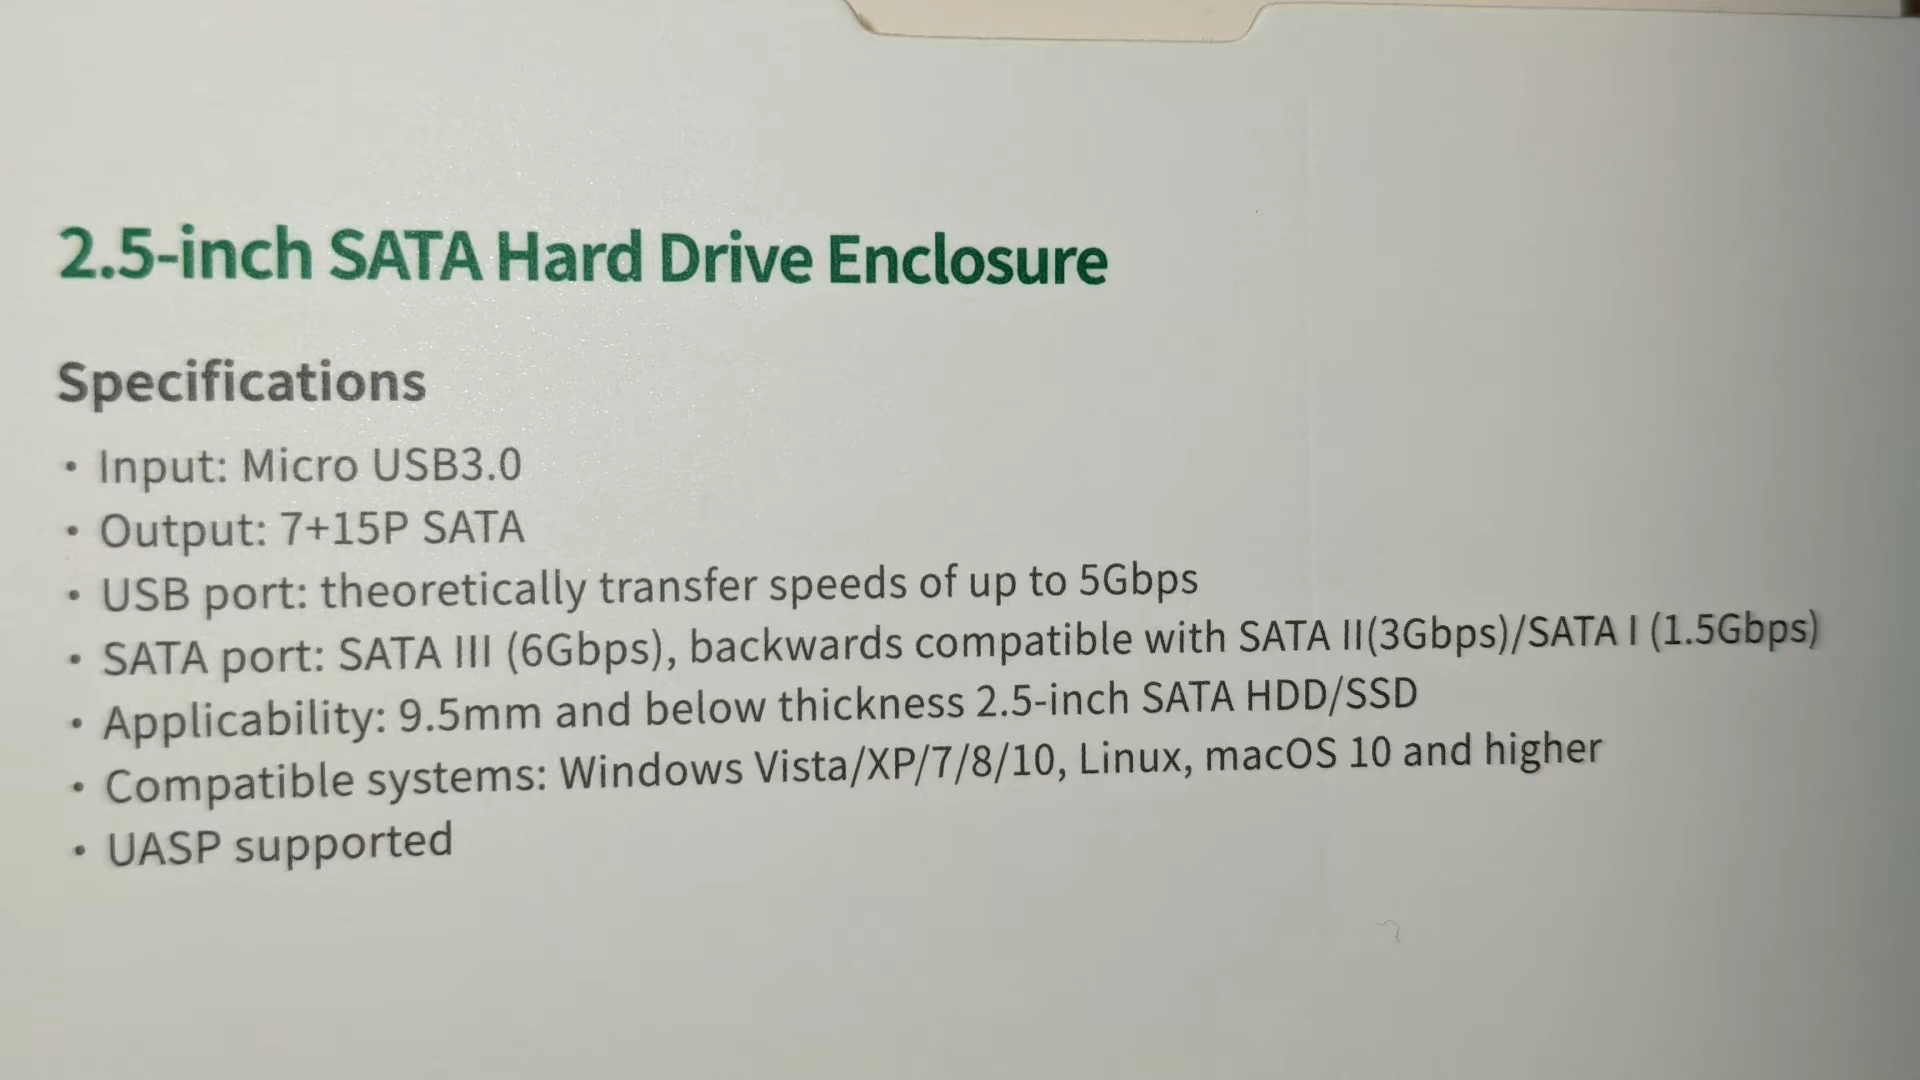 2.5-inch SATA Hard Drive Enclosure
Specifications
• Input: Micro USB3.0
• Output: 7+15P SATA
• USB port: theoretically transfer speeds of up to 5Gbps
• SATA port: SATA III (6Gbps), backwards compatible with SATA II(3Gbps)/SATA I (1.5Gbps)
• Applicability: 9.5mm and below thickness 2.5-inch SATA HDD/SSD
• Compatible systems: Windows Vista/XP/7/8/10, Linux, macOS 10 and higher
• UASP supported